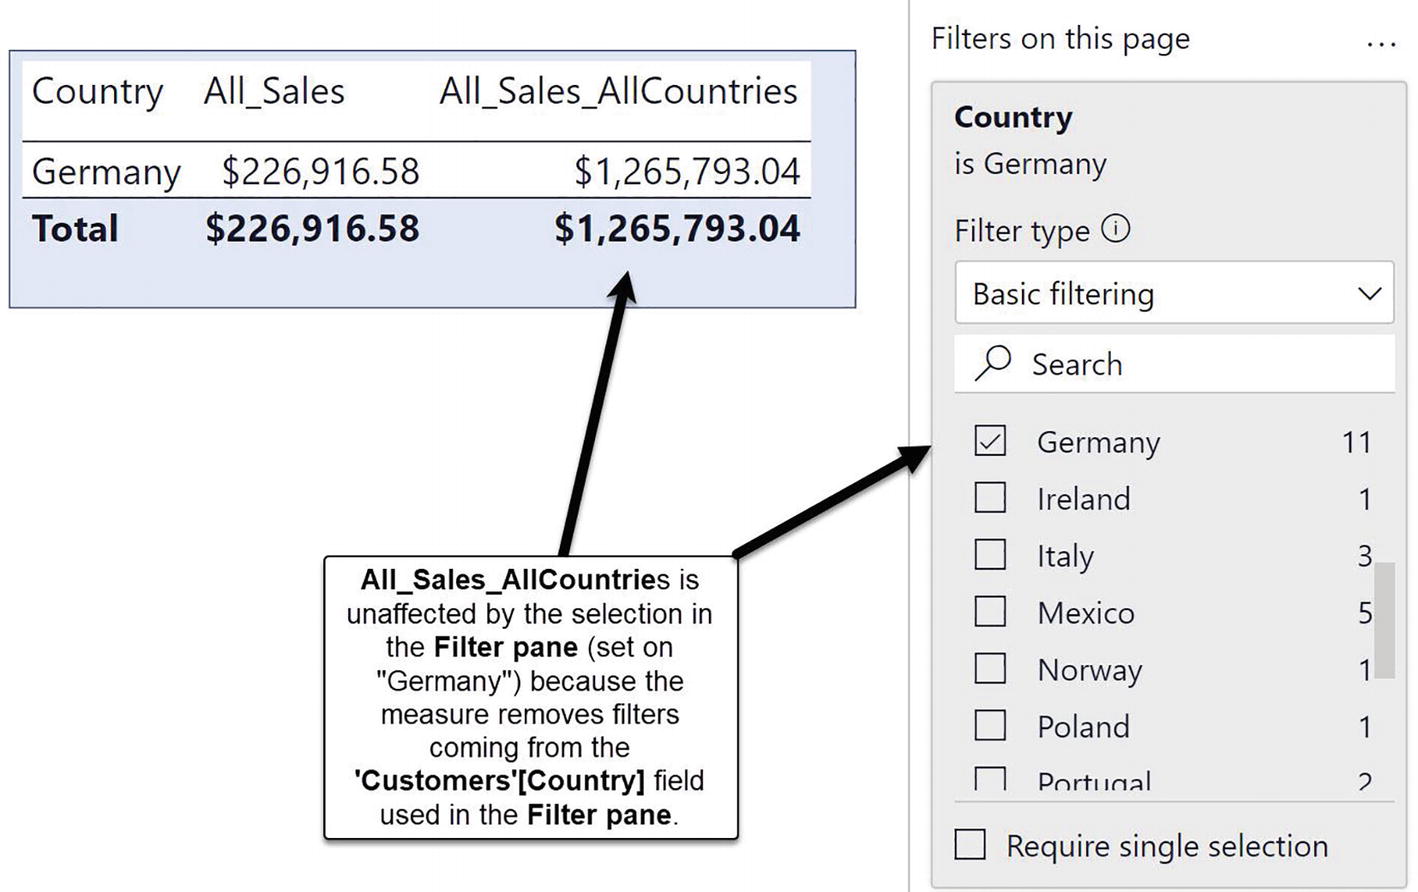 Country All_Sales All_Sales_AllCountries
Germany $226,916.58 $1,265,793.04
Total $226,916.58 $1,265,793.04
All_Sales_AllCountries is
unaffected by the selection in
the Filter pane (set on
"Germany") because the
measure removes filters
coming from the
'Customers'[Country] field
used in the Filter pane.
Filters on this page ...
Country
is Germany
Filter type
Basic filtering
Search
Germany 11
Ireland 1
Italy 3
Mexico 5
Norway 1
Poland 1
Portugal 2
Require single selection